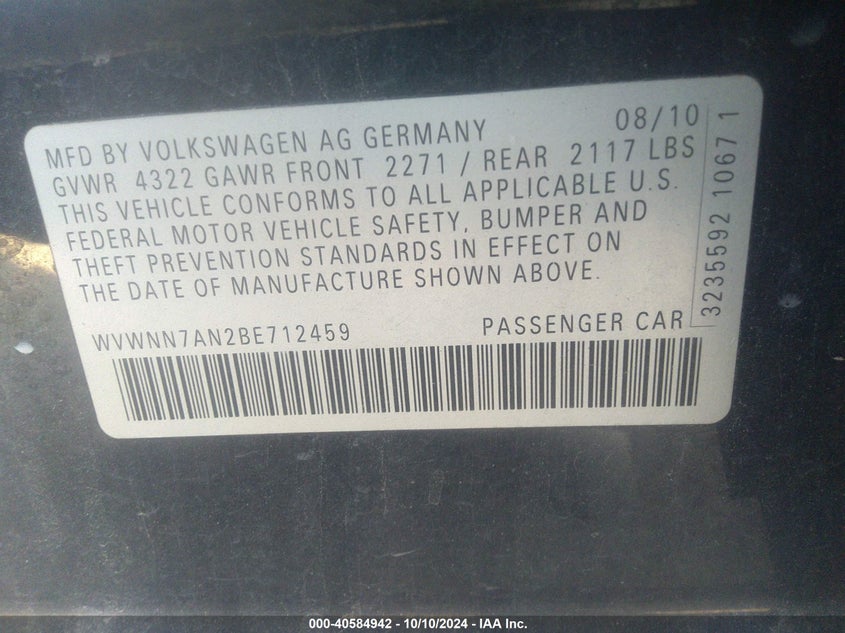 MFD BY VOLKSWAGEN AG GERMANY 08/10
GVWR 4322 GAWR FRONT 2271 / REAR 2117 LBS
THIS VEHICLE CONFORMS TO ALL APPLICABLE U.S.
FEDERAL MOTOR VEHICLE SAFETY, BUMPER AND
THEFT PREVENTION STANDARDS IN EFFECT ON
THE DATE OF MANUFACTURE SHOWN ABOVE.
WVWNN7AN2BE712459 PASSENGER CAR
3235592 1067 1
000-40584942 - 10/10/2024 - IAA Inc.